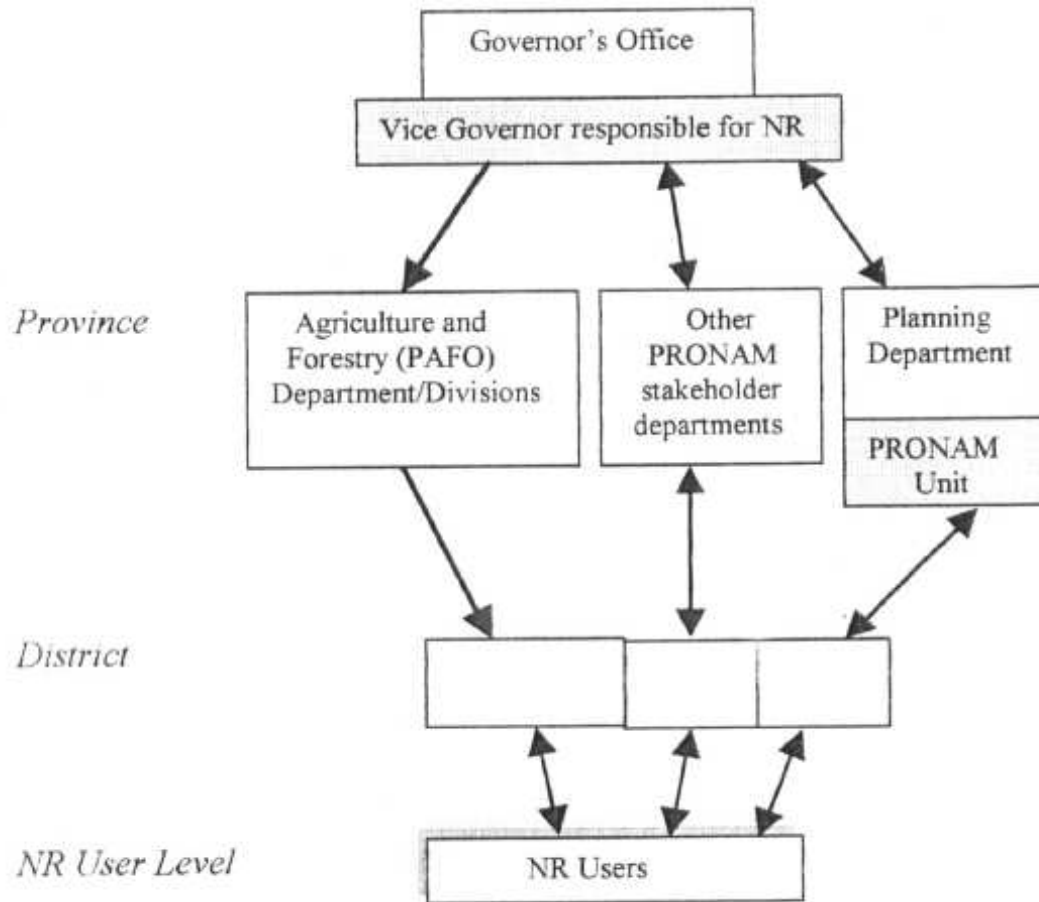 Governor's Office
Vice Governor responsible for NR
Province
Agriculture and
Forestry (PAFO)
Department/Divisions
Other
PRONAM
stakeholder
departments
Planning
Department
PRONAM
Unit
District
NR User Level
NR Users